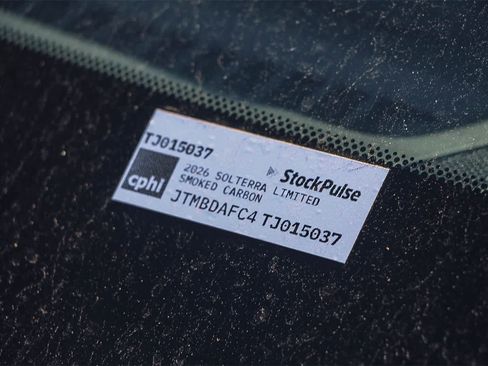 TJ015037
StockPulse
2026 SOLTERRA LIMITED
SMOKED CARBON
cphi
JTMBDAFC4 TJ015037